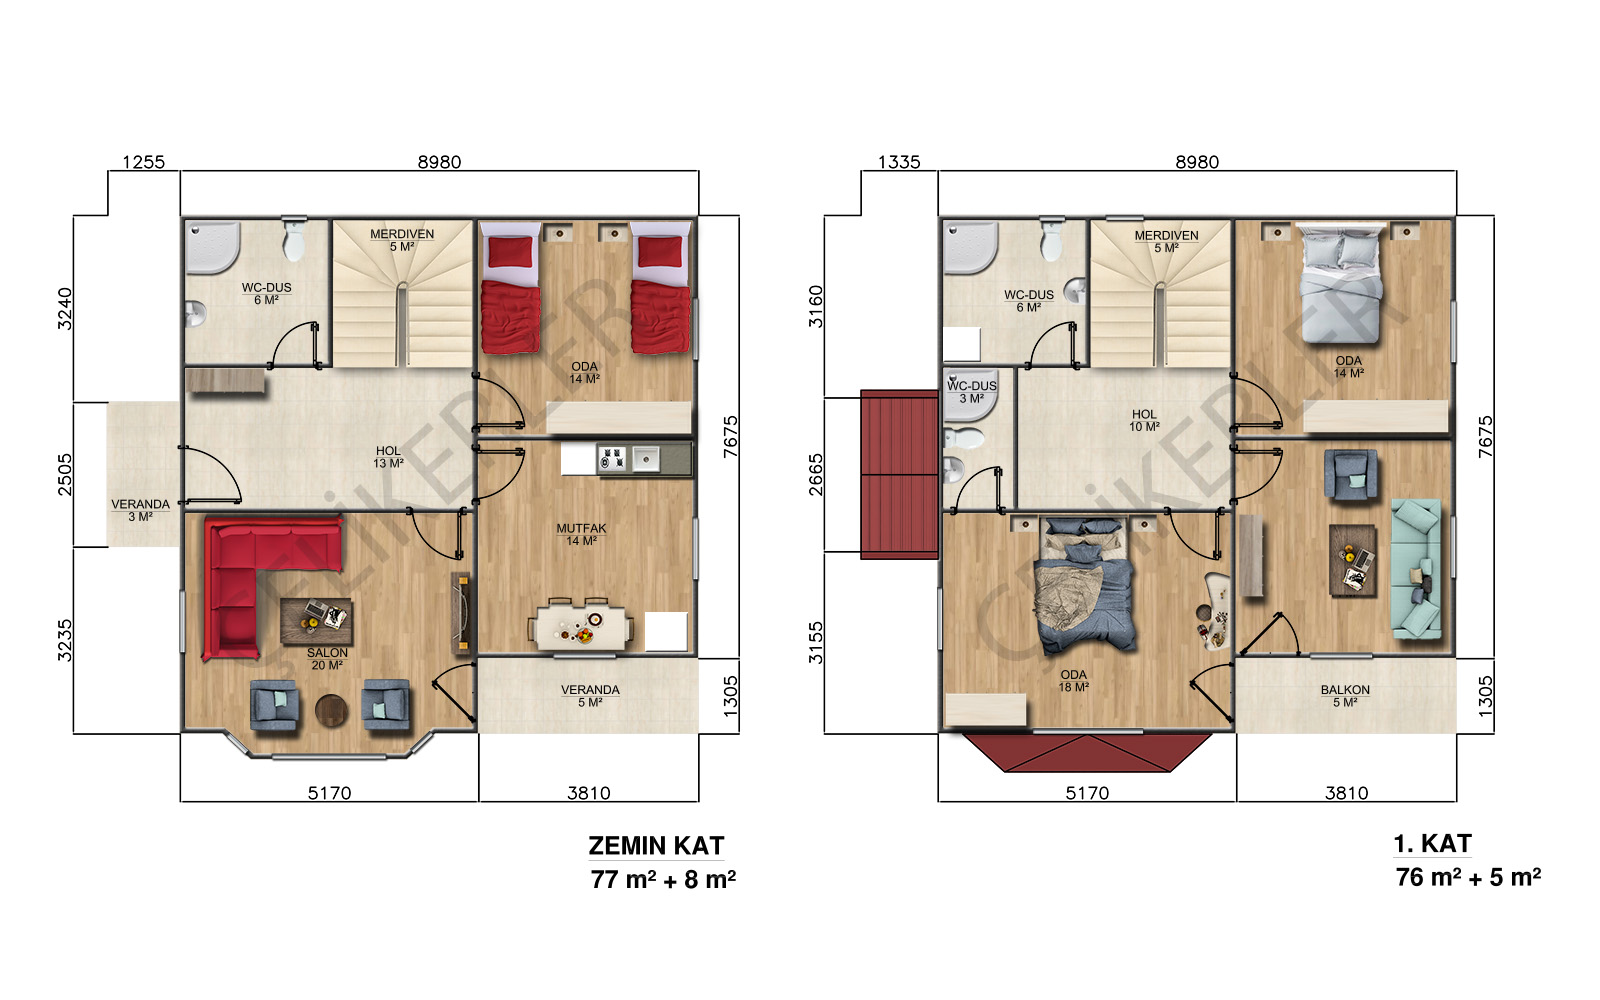 1255
8980
3240
2505
3235
7675
1305
MERDIVEN
5 M²
WC-DUS
6 M²
ODA
14 M²
HOL
13 M²
VERANDA
3 M²
MUTFAK
14 M²
SALON
20 M²
VERANDA
5 M²
5170
3810
ÇELİKERLER
ZEMIN KAT
77 m² + 8 m²
1335
8980
3160
2665
3155
7675
1305
MERDIVEN
5 M²
WC-DUS
6 M²
ODA
14 M²
WC-DUS
3 M²
HOL
10 M²
ODA
18 M²
BALKON
5 M²
5170
3810
ÇELİKERLER
1. KAT
76 m² + 5 m²